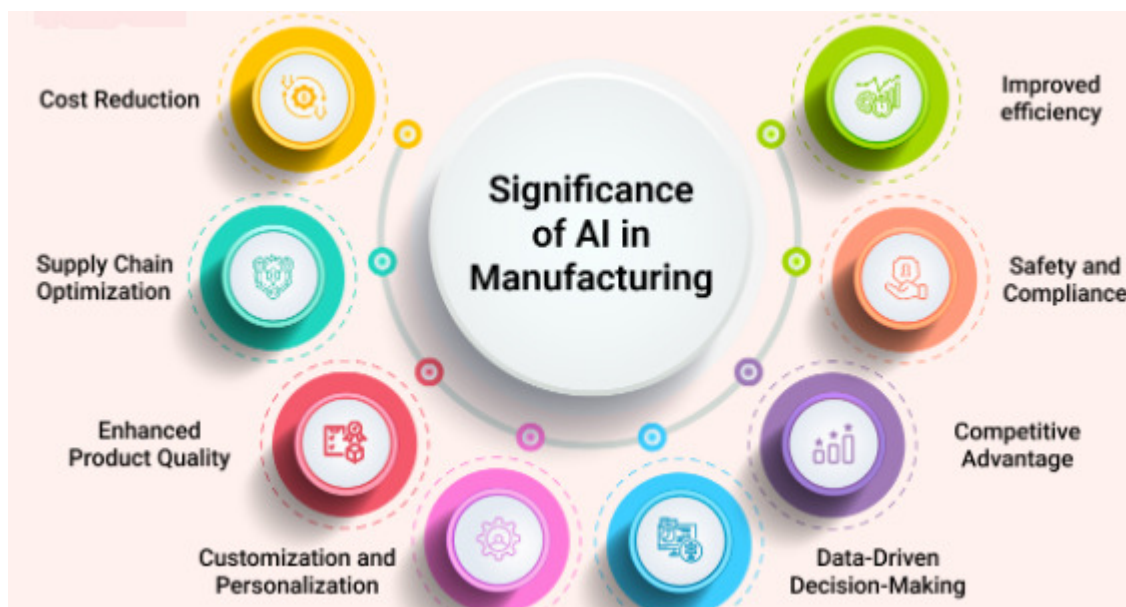 Significance
of AI in
Manufacturing
Cost Reduction
Supply Chain
Optimization
Enhanced
Product Quality
Customization and
Personalization
Data-Driven
Decision-Making
Competitive
Advantage
Safety and
Compliance
Improved
efficiency